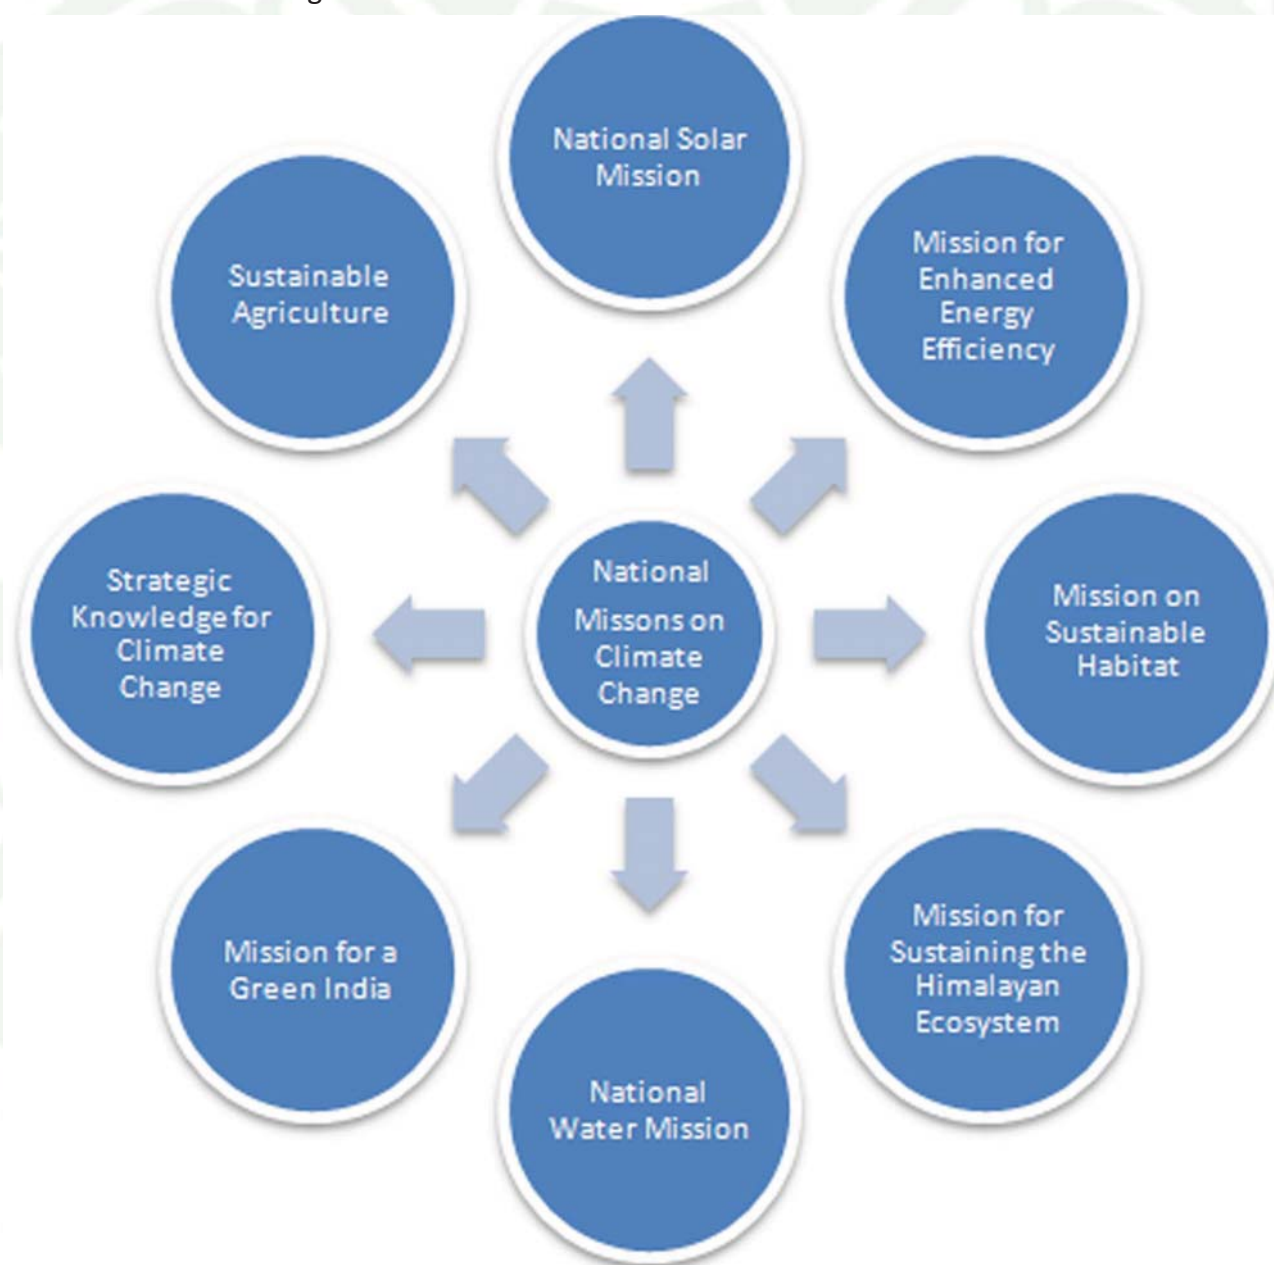 National Solar
Mission
Mission for
Enhanced
Energy
Efficiency
Sustainable
Agriculture
National
Missons on
Climate
Change
Strategic
Knowledge for
Climate
Change
Mission on
Sustainable
Habitat
Mission for a
Green India
Mission for
Sustaining the
Himalayan
Ecosystem
National
Water Mission